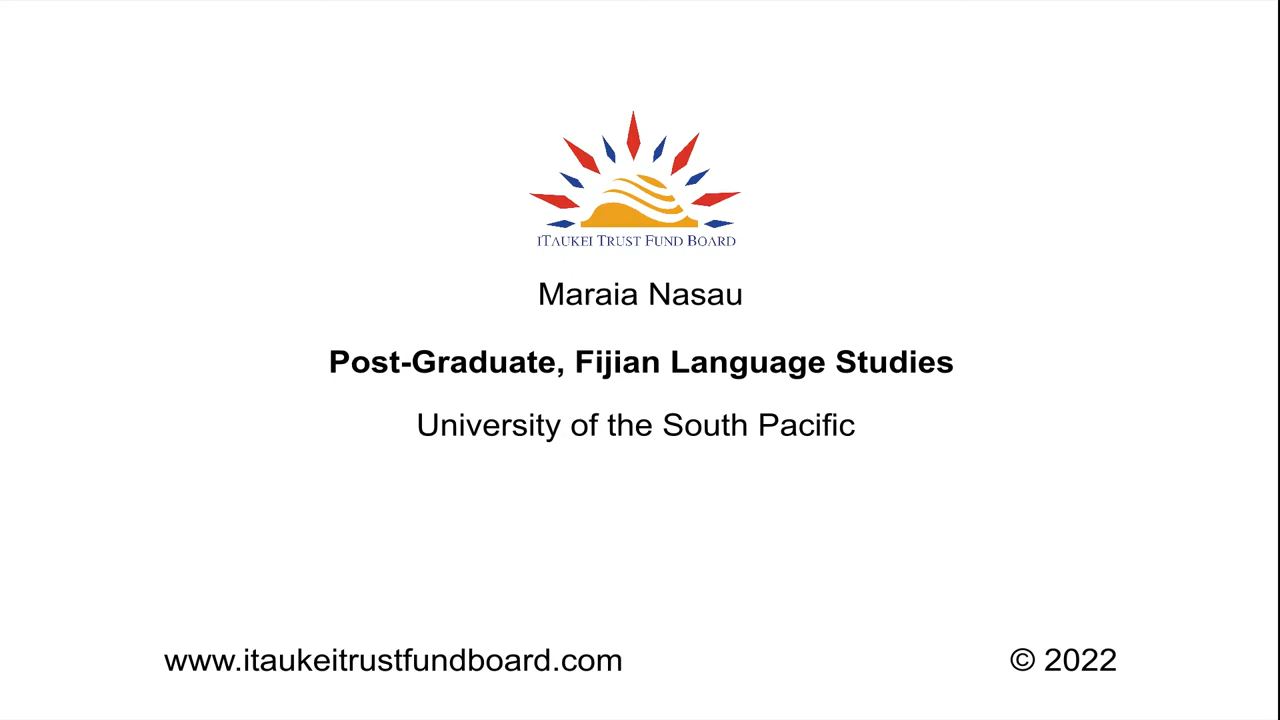 iTAUKEI TRUST FUND BOARD
Maraia Nasau
Post-Graduate, Fijian Language Studies
University of the South Pacific
www.itaukeitrustfundboard.com © 2022